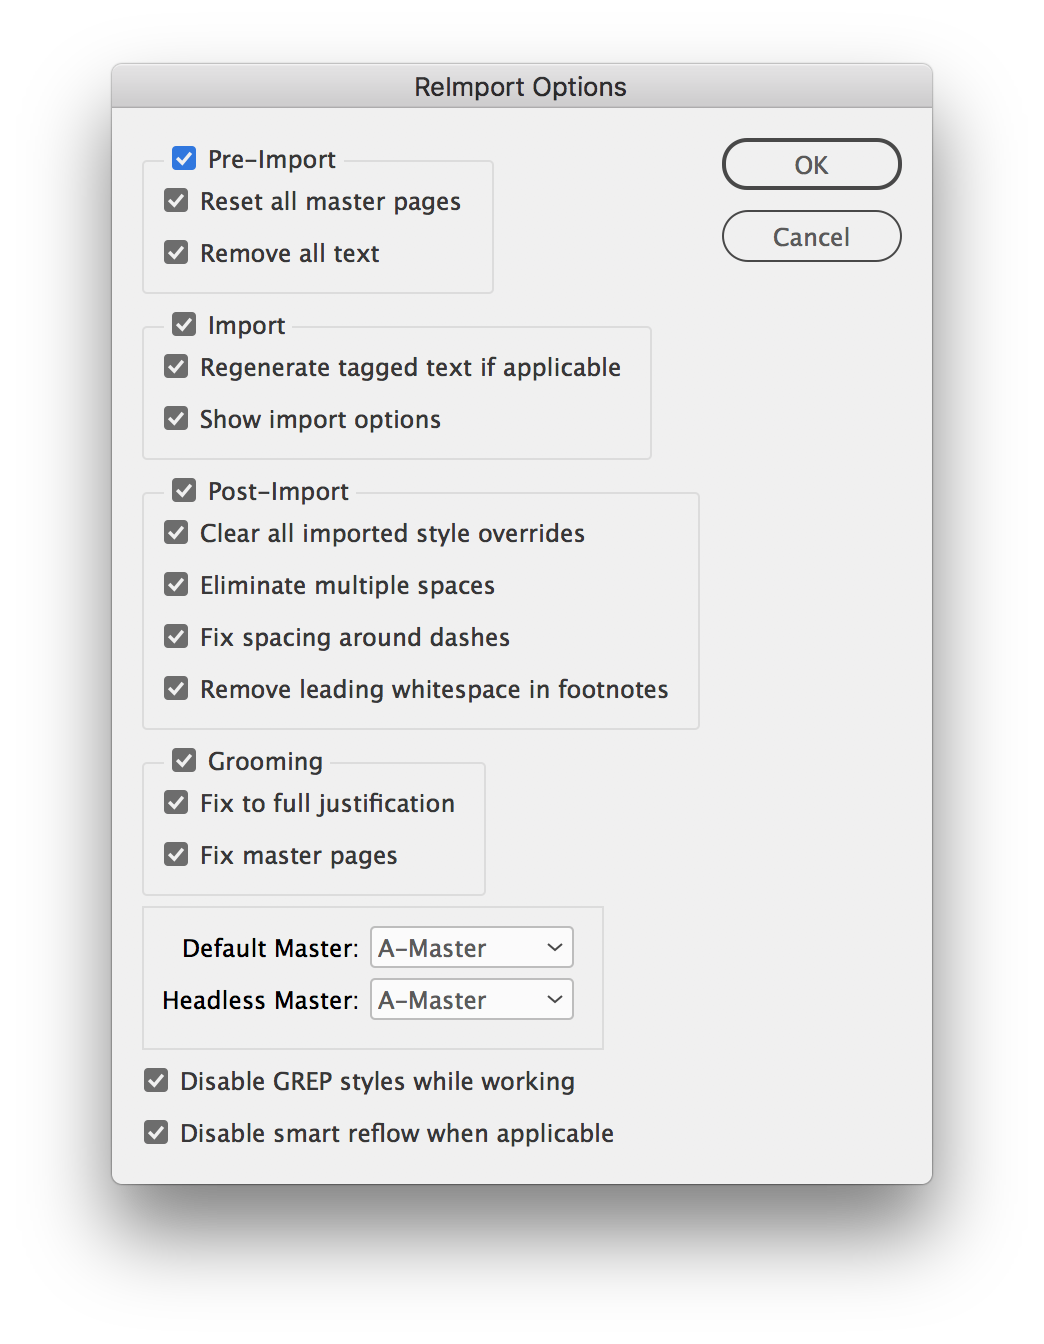 ReImport Options
Pre-Import
OK
Reset all master pages
Cancel
Remove all text
Import
Regenerate tagged text if applicable
Show import options
Post-Import
Clear all imported style overrides
Eliminate multiple spaces
Fix spacing around dashes
Remove leading whitespace in footnotes
Grooming
Fix to full justification
Fix master pages
Default Master: A-Master
Headless Master: A-Master
Disable GREP styles while working
Disable smart reflow when applicable